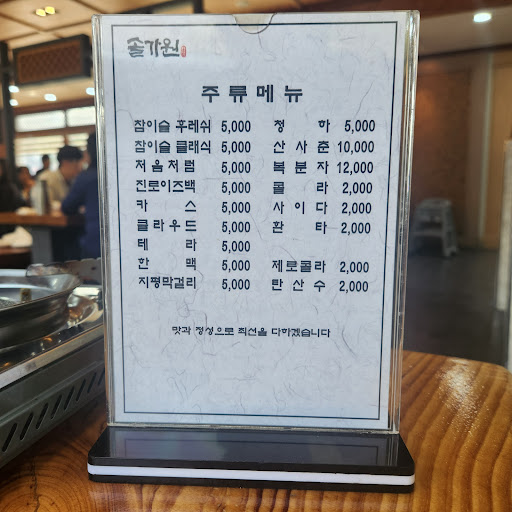 솔가원
주류메뉴
참이슬 후레쉬 5,000 청하 5,000
참이슬 클래식 5,000 산사춘 10,000
처음처럼 5,000 복분자 12,000
진로이즈백 5,000 콜라 2,000
카스 5,000 사이다 2,000
클라우드 5,000 환타 2,000
테라 5,000
한맥 5,000 제로콜라 2,000
지평막걸리 5,000 탄산수 2,000
맛과 정성으로 최선을 다하겠습니다